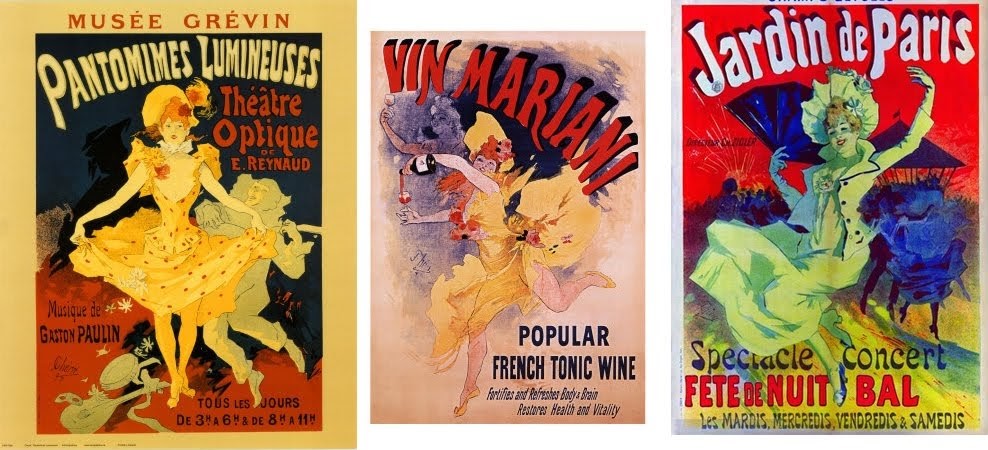 MUSÉE GRÉVIN
PANTOMIMES LUMINEUSES
Théâtre
Optique
DE
E. REYNAUD
Musique de
GASTON PAULIN
TOUS LES JOURS
DE 3H A 6H & DE 8H A 11H
VIN MARIANI
POPULAR
FRENCH TONIC WINE
Fortifies and Refreshes Body & Brain
Restores Health and Vitality
Jardin de Paris
Spectacle Concert
FÊTE DE NUIT BAL
Les MARDIS, MERCREDIS, VENDREDIS & SAMEDIS